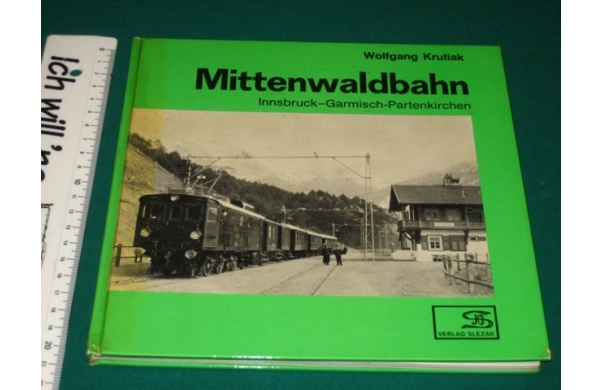 Wolfgang Krutiak
Mittenwaldbahn
Innsbruck–Garmisch-Partenkirchen
VERLAG SLEZAK
Ich will'